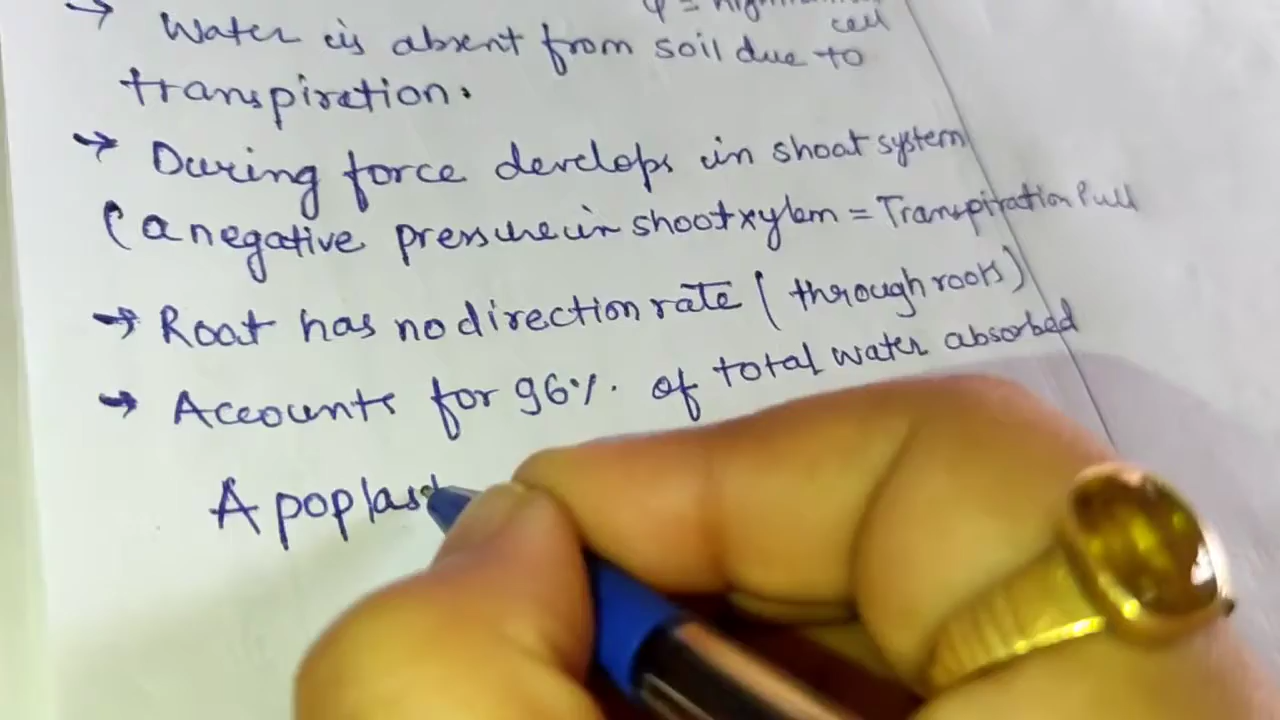 ψ =
cell
→ Water is absent from soil due to
transpiration.
→ During force develops in shoot system
(a negative pressure in shoot xylem = Transpiration Pull
→ Root has no direction rate (through roots)
→ Accounts for 96% of total water absorbed
Apoplast